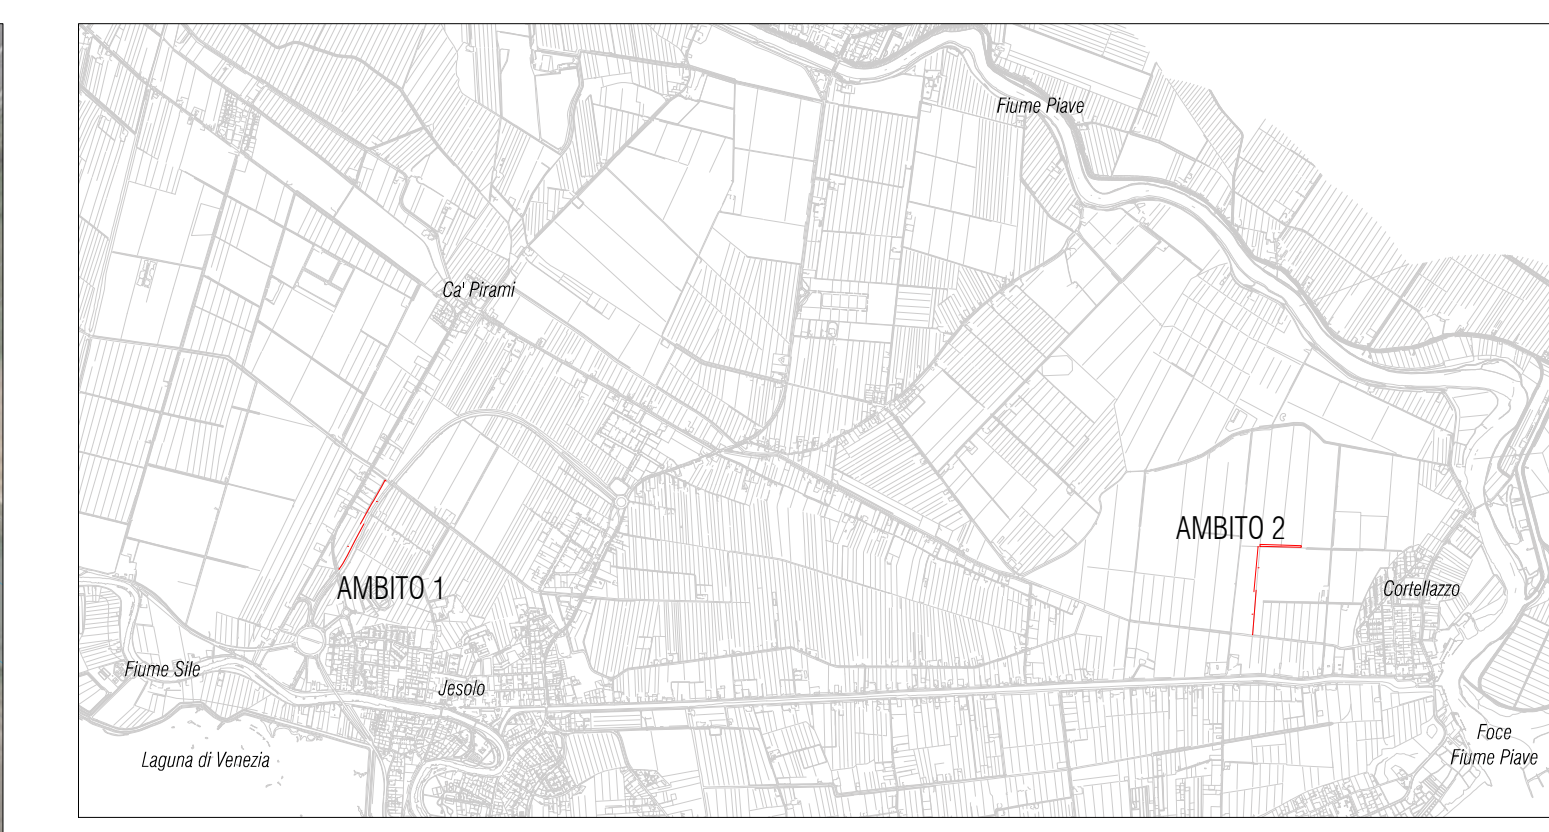 Fiume Piave
Ca' Pirami
AMBITO 2
AMBITO 1
Cortellazzo
Fiume Sile
Jesolo
Foce
Fiume Piave
Laguna di Venezia